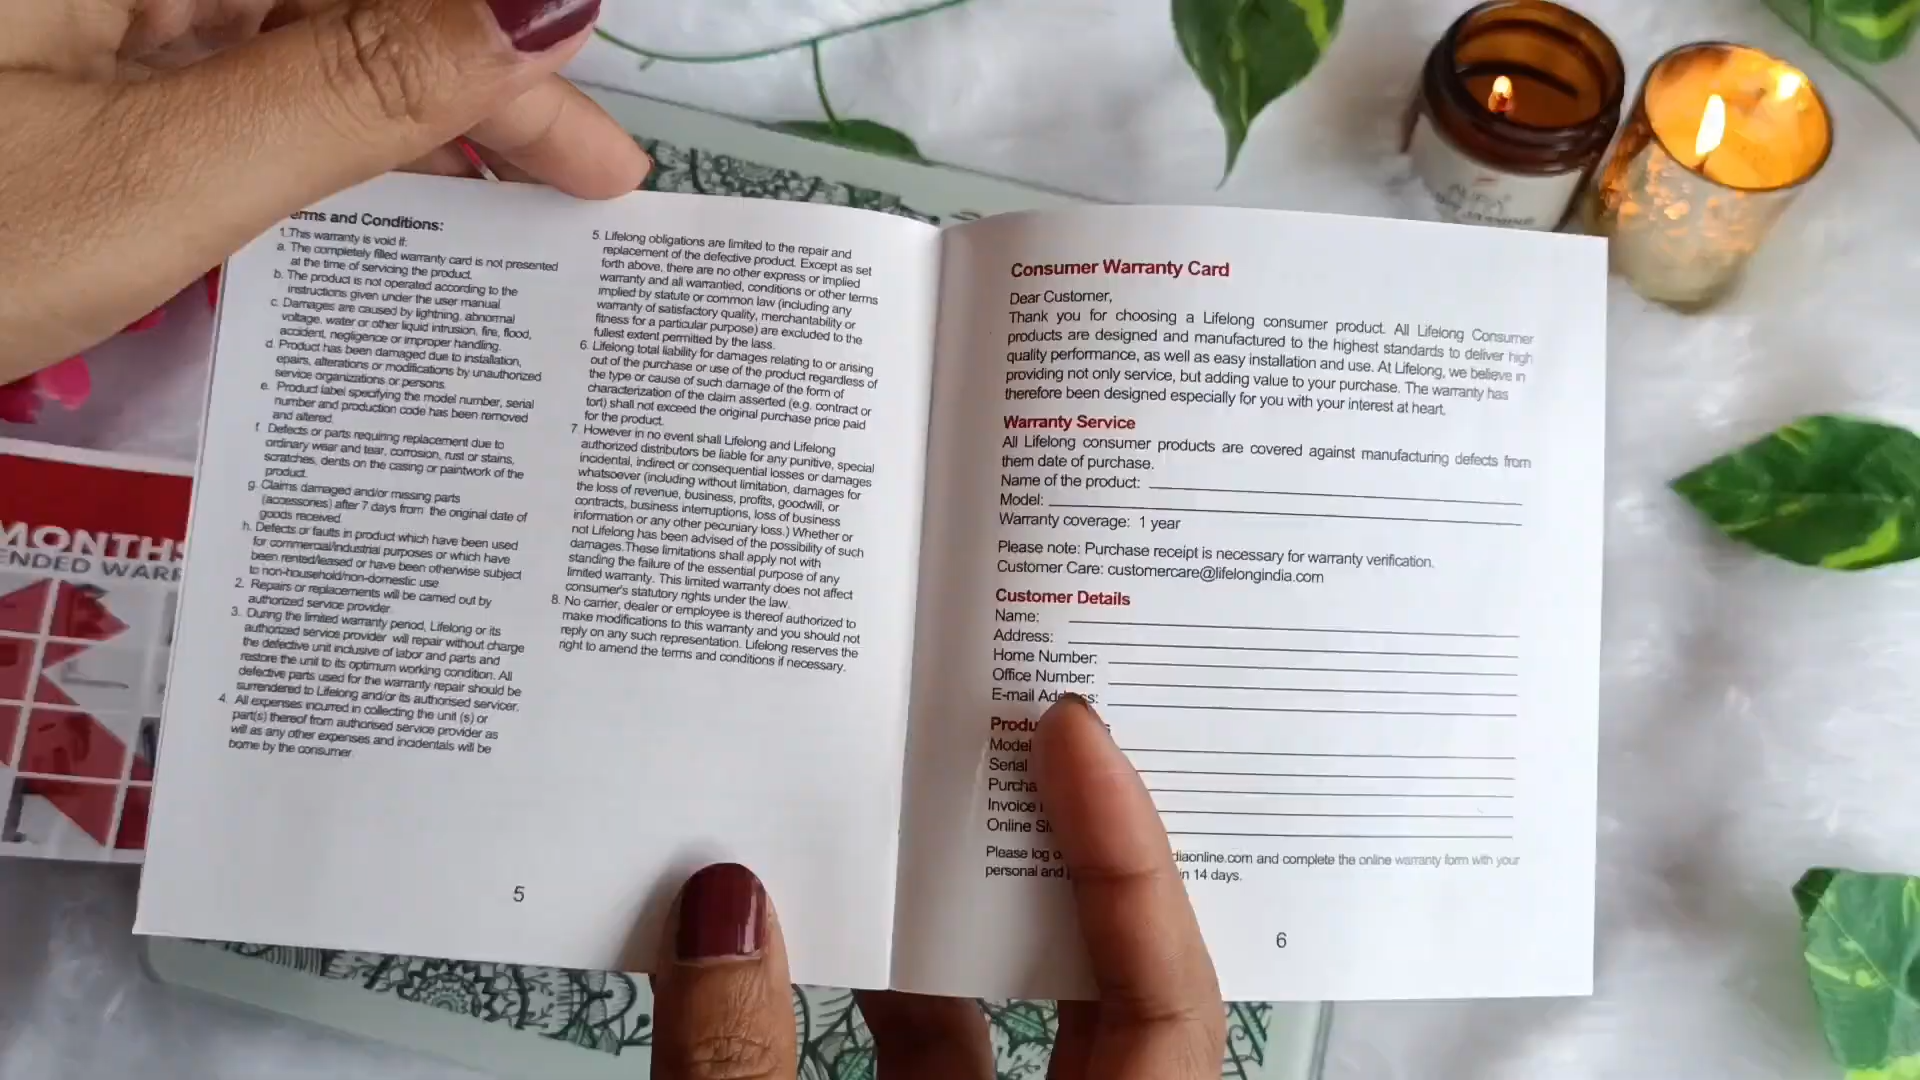 erms and Conditions:
1.This warranty is void if:
a. The completely filled warranty card is not presented
at the time of servicing the product.
b. The product is not operated according to the
instructions given under the user manual.
c. Damages are caused by lightning, abnormal
voltage, water or other liquid intrusion, fire, flood,
accident, negligence or improper handling.
d. Product has been damaged due to installation,
epairs, alterations or modifications by unauthorized
service organizations or persons.
e. Product label specifying the model number, serial
number and production code has been removed
and altered.
f. Defects or parts requiring replacement due to
ordinary wear and tear, corrosion, rust or stains,
scratches, dents on the casing or paintwork of the
product.
g. Claims damaged and/or missing parts
(accessories) after 7 days from the original date of
goods received.
h. Defects or faults in product which have been used
for commercial/industrial purposes or which have
been rented/leased or have been otherwise subject
to non-household/non-domestic use
2. Repairs or replacements will be carried out by
authorized service provider.
3. During the limited warranty period, Lifelong or its
authorized service provider will repair without charge
the defective unit inclusive of labor and parts and
restore the unit to its optimum working condition. All
defective parts used for the warranty repair should be
surrendered to Lifelong and/or its authorised servicer.
4. All expenses incurred in collecting the unit (s) or
part(s) thereof from authorised service provider as
will as any other expenses and incidentals will be
borne by the consumer.
5. Lifelong obligations are limited to the repair and
replacement of the defective product. Except as set
forth above, there are no other express or implied
warranty and all warrantied, conditions or other terms
implied by statute or common law (including any
warranty of satisfactory quality, merchantability or
fitness for a particular purpose) are excluded to the
fullest extent permitted by the lass.
6. Lifelong total liability for damages relating to or arising
out of the purchase or use of the product regardless of
the type or cause of such damage of the form of
characterization of the claim asserted (e.g. contract or
tort) shall not exceed the original purchase price paid
for the product.
7. However in no event shall Lifelong and Lifelong
authorized distributors be liable for any punitive, special
incidental, indirect or consequential losses or damages
whatsoever (including without limitation, damages for
the loss of revenue, business, profits, goodwill, or
contracts, business interruptions, loss of business
information or any other pecuniary loss.) Whether or
not Lifelong has been advised of the possibility of such
damages.These limitations shall apply not with
standing the failure of the essential purpose of any
limited warranty. This limited warranty does not affect
consumer's statutory rights under the law.
8. No carrier, dealer or employee is thereof authorized to
make modifications to this warranty and you should not
reply on any such representation. Lifelong reserves the
right to amend the terms and conditions if necessary.
5
Consumer Warranty Card
Dear Customer,
Thank you for choosing a Lifelong consumer product. All Lifelong Consumer
products are designed and manufactured to the highest standards to deliver high
quality performance, as well as easy installation and use. At Lifelong, we believe in
providing not only service, but adding value to your purchase. The warranty has
therefore been designed especially for you with your interest at heart.
Warranty Service
All Lifelong consumer products are covered against manufacturing defects from
them date of purchase.
Name of the product:
Model:
Warranty coverage: 1 year
Please note: Purchase receipt is necessary for warranty verification.
Customer Care: customercare@lifelongindia.com
Customer Details
Name:
Address:
Home Number:
Office Number:
E-mail Ad ss:
Produ
Model
Serial
Purcha
Invoice
Online
Please log o diaonline.com and complete the online warranty form with your
personal and in 14 days.
6
MONTHS
ENDED WARR